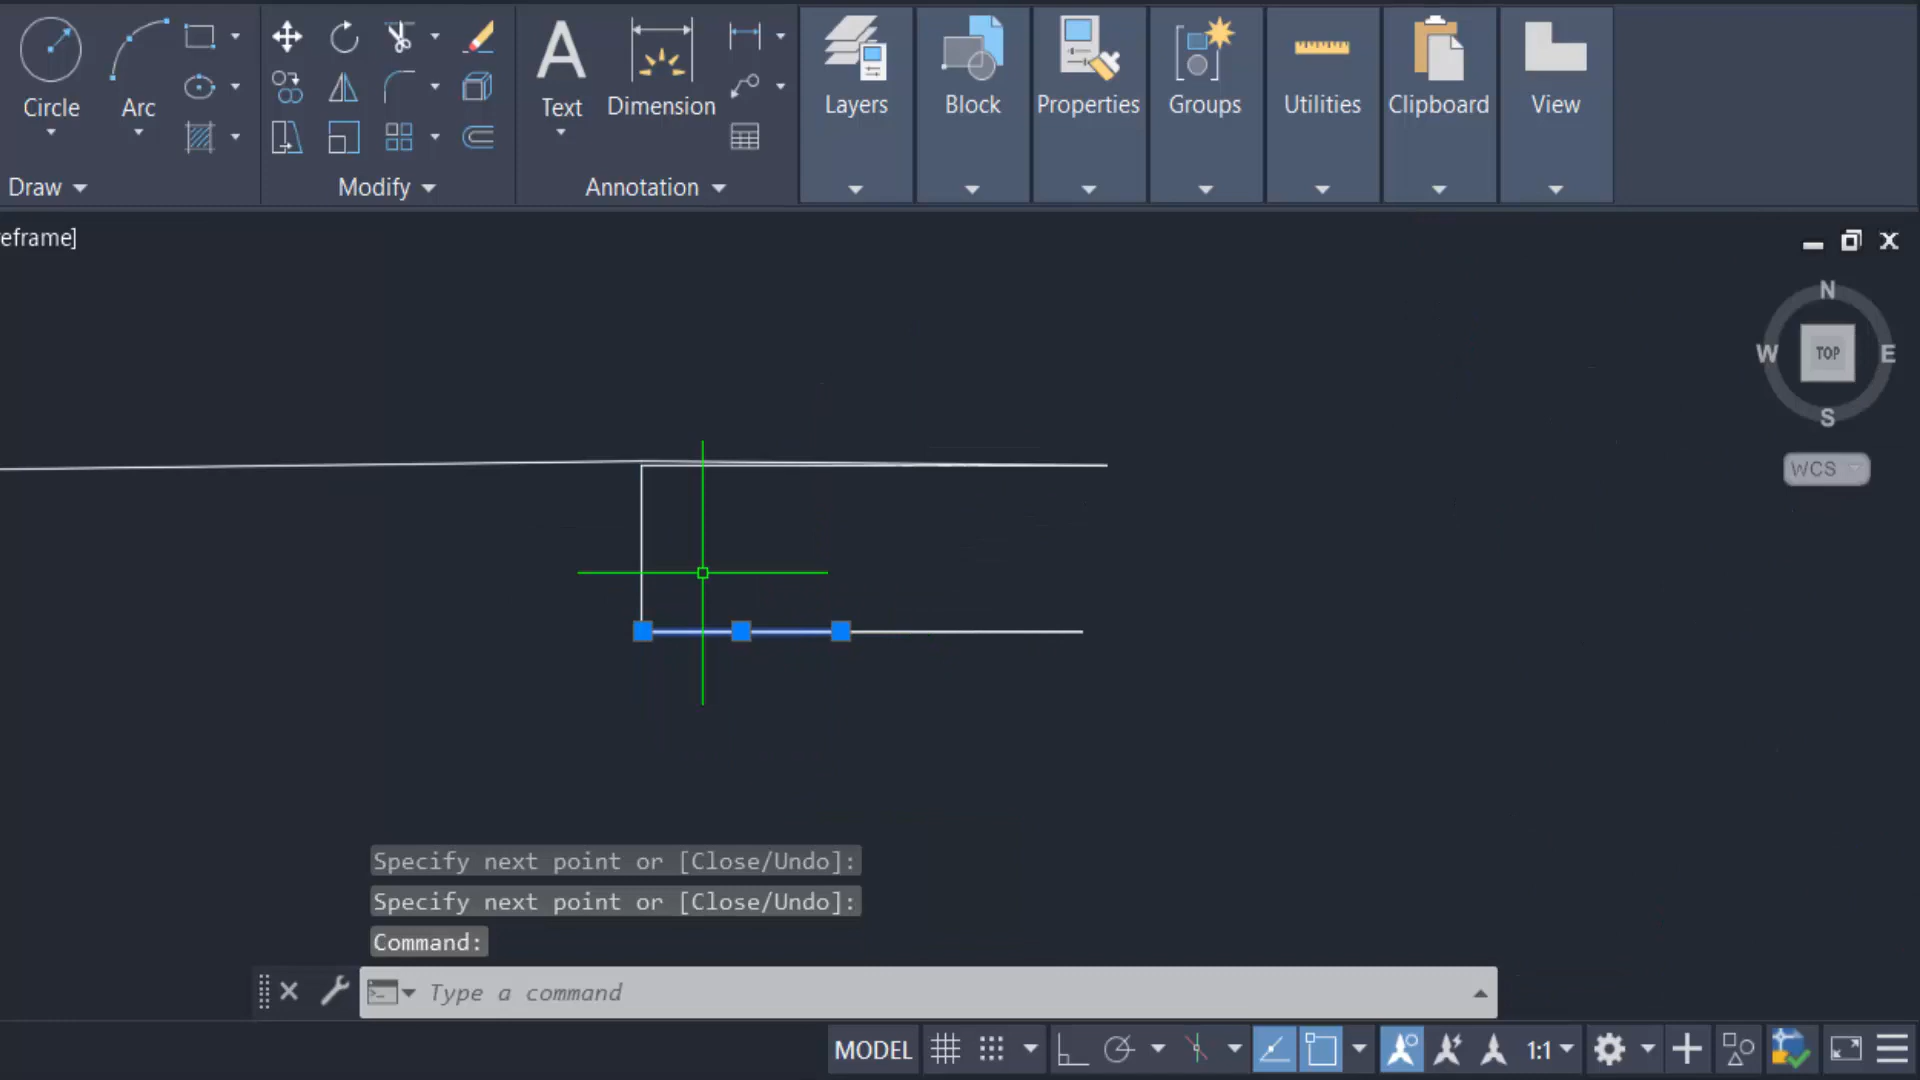 Circle
Arc
Text
Dimension
Layers
Block
Properties
Groups
Utilities
Clipboard
View
Draw
Modify
Annotation
eframe]
N
W
TOP
E
S
WCS
Specify next point or [Close/Undo]:
Specify next point or [Close/Undo]:
Command:
Type a command
MODEL
1:1